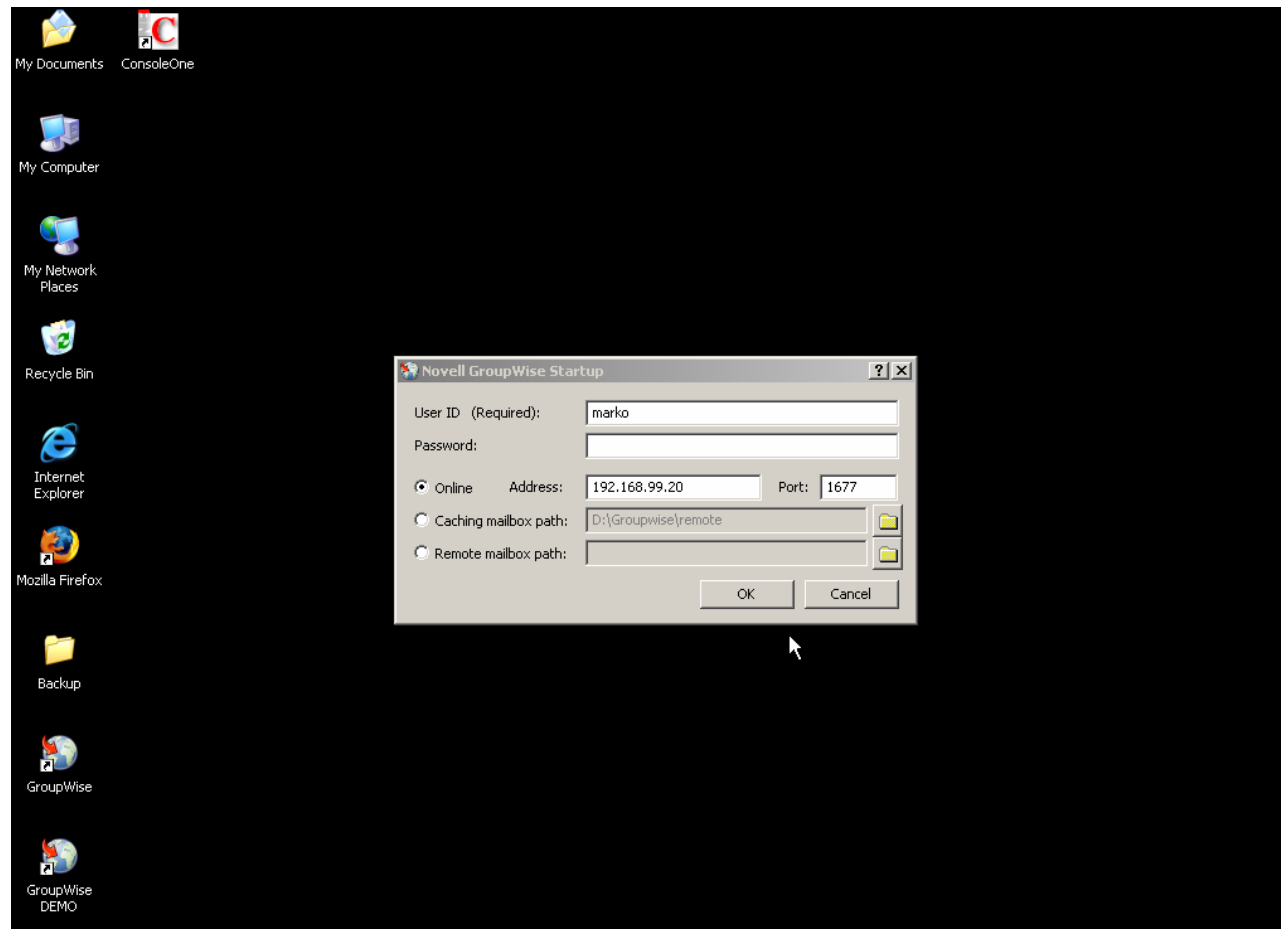 My Documents
ConsoleOne
My Computer
My Network
Places
Recycle Bin
Internet
Explorer
Mozilla Firefox
Backup
GroupWise
GroupWise
DEMO
Novell GroupWise Startup
User ID (Required): marko
Password:
Online Address: 192.168.99.20 Port: 1677
Caching mailbox path: D:\Groupwise\remote
Remote mailbox path:
OK Cancel